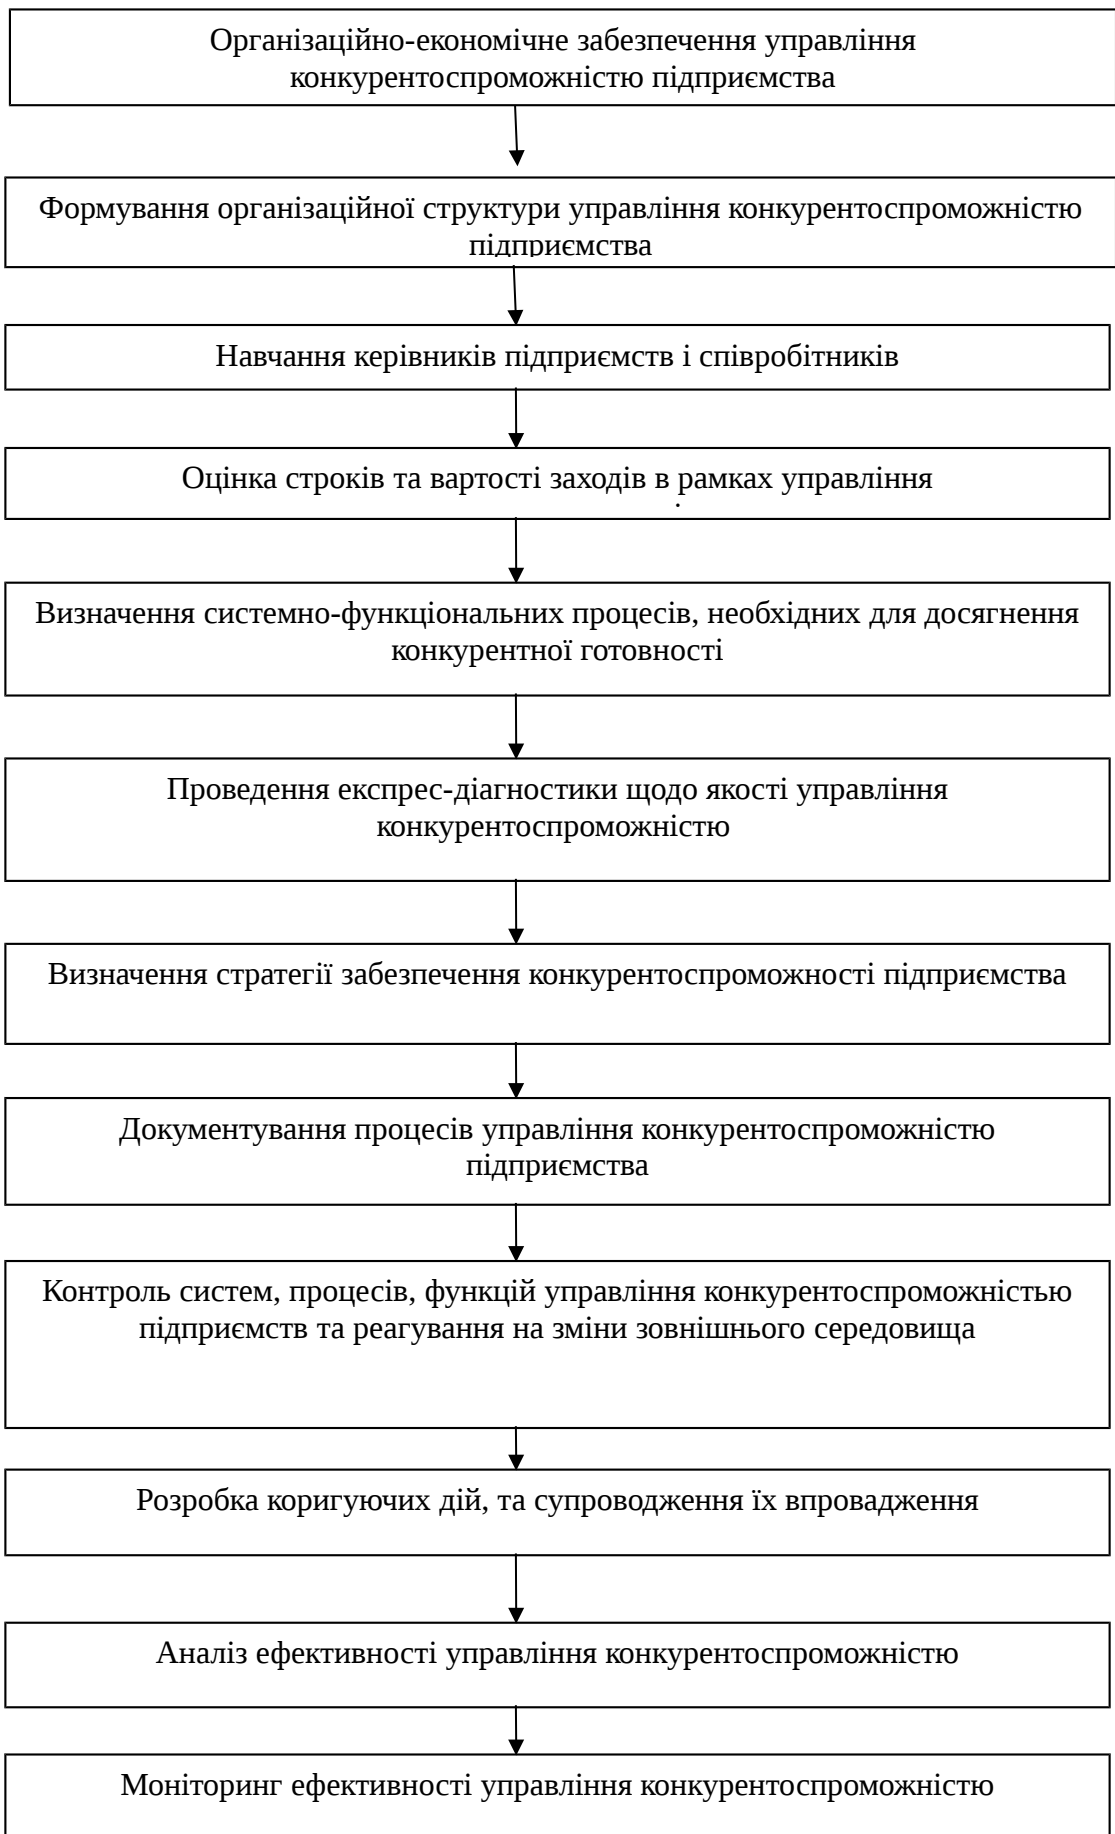 Організаційно-економічне забезпечення управління
конкурентоспроможністю підприємства
Формування організаційної структури управління конкурентоспроможністю
підприємства
Навчання керівників підприємств і співробітників
Оцінка строків та вартості заходів в рамках управління
Визначення системно-функціональних процесів, необхідних для досягнення
конкурентної готовності
Проведення експрес-діагностики щодо якості управління
конкурентоспроможністю
Визначення стратегії забезпечення конкурентоспроможності підприємства
Документування процесів управління конкурентоспроможністю
підприємства
Контроль систем, процесів, функцій управління конкурентоспроможністью
підприємств та реагування на зміни зовнішнього середовища
Розробка коригуючих дій, та супроводження їх впровадження
Аналіз ефективності управління конкурентоспроможністю
Моніторинг ефективності управління конкурентоспроможністю